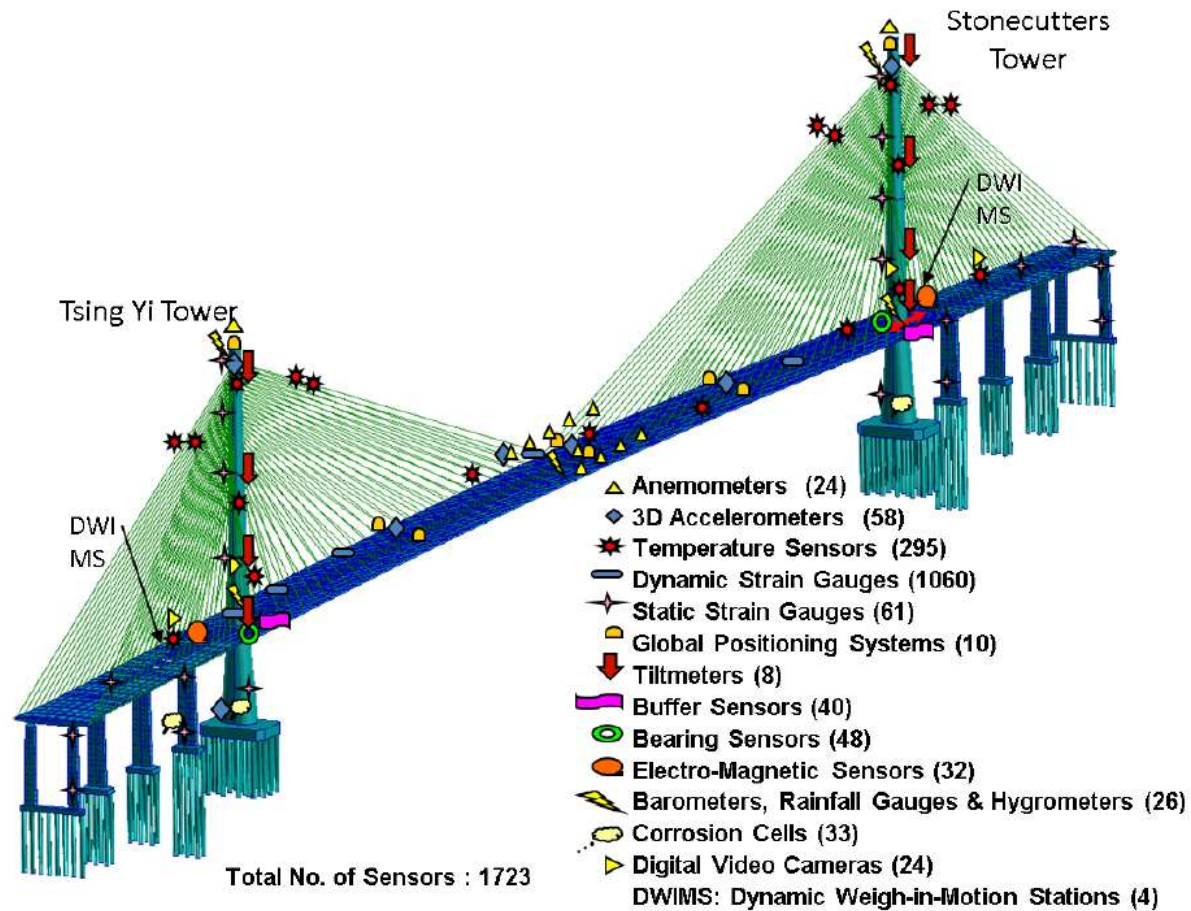 Stonecutters
Tower
DWI
MS
Tsing Yi Tower
DWI
MS
Anemometers (24)
3D Accelerometers (58)
Temperature Sensors (295)
Dynamic Strain Gauges (1060)
Static Strain Gauges (61)
Global Positioning Systems (10)
Tiltmeters (8)
Buffer Sensors (40)
Bearing Sensors (48)
Electro-Magnetic Sensors (32)
Barometers, Rainfall Gauges & Hygrometers (26)
Corrosion Cells (33)
Digital Video Cameras (24)
DWIMS: Dynamic Weigh-in-Motion Stations (4)
Total No. of Sensors : 1723